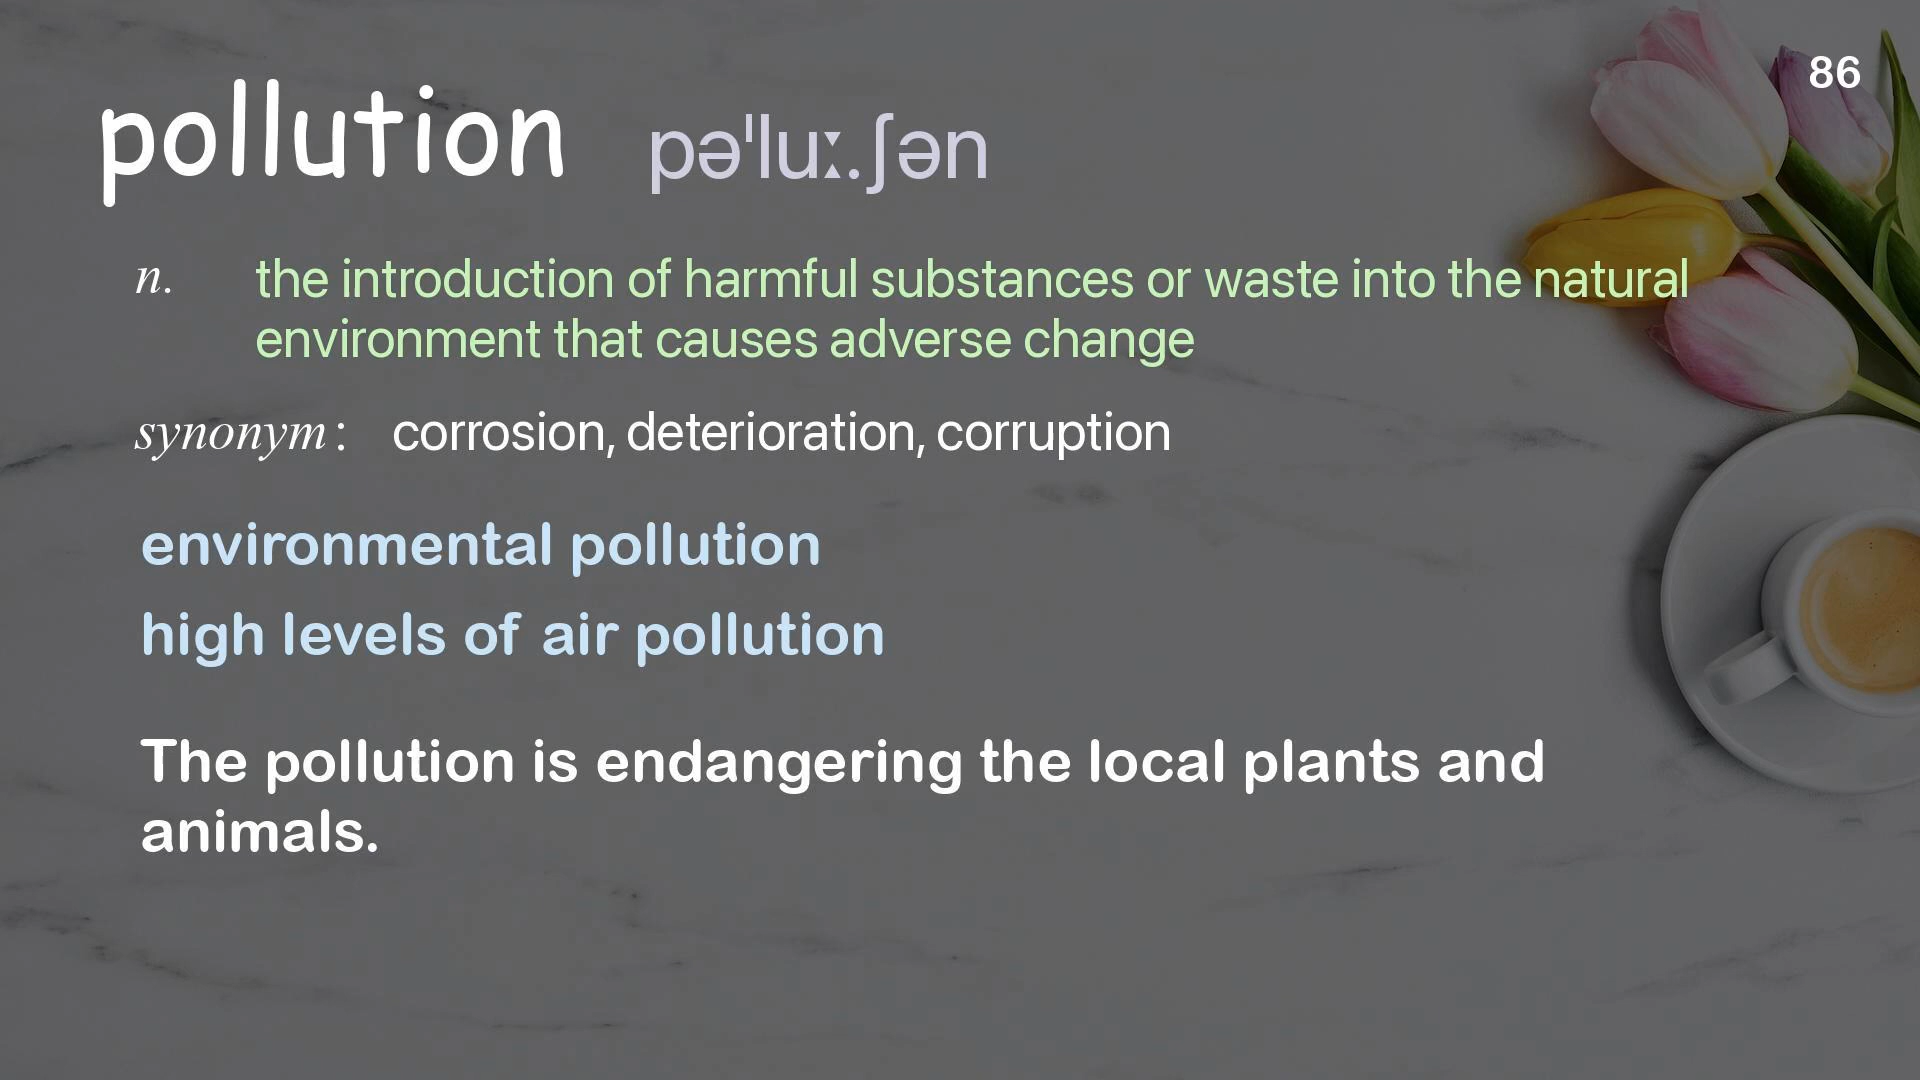 86
pollution pəˈluː.ʃən
n. the introduction of harmful substances or waste into the natural
environment that causes adverse change
synonym: corrosion, deterioration, corruption
environmental pollution
high levels of air pollution
The pollution is endangering the local plants and
animals.